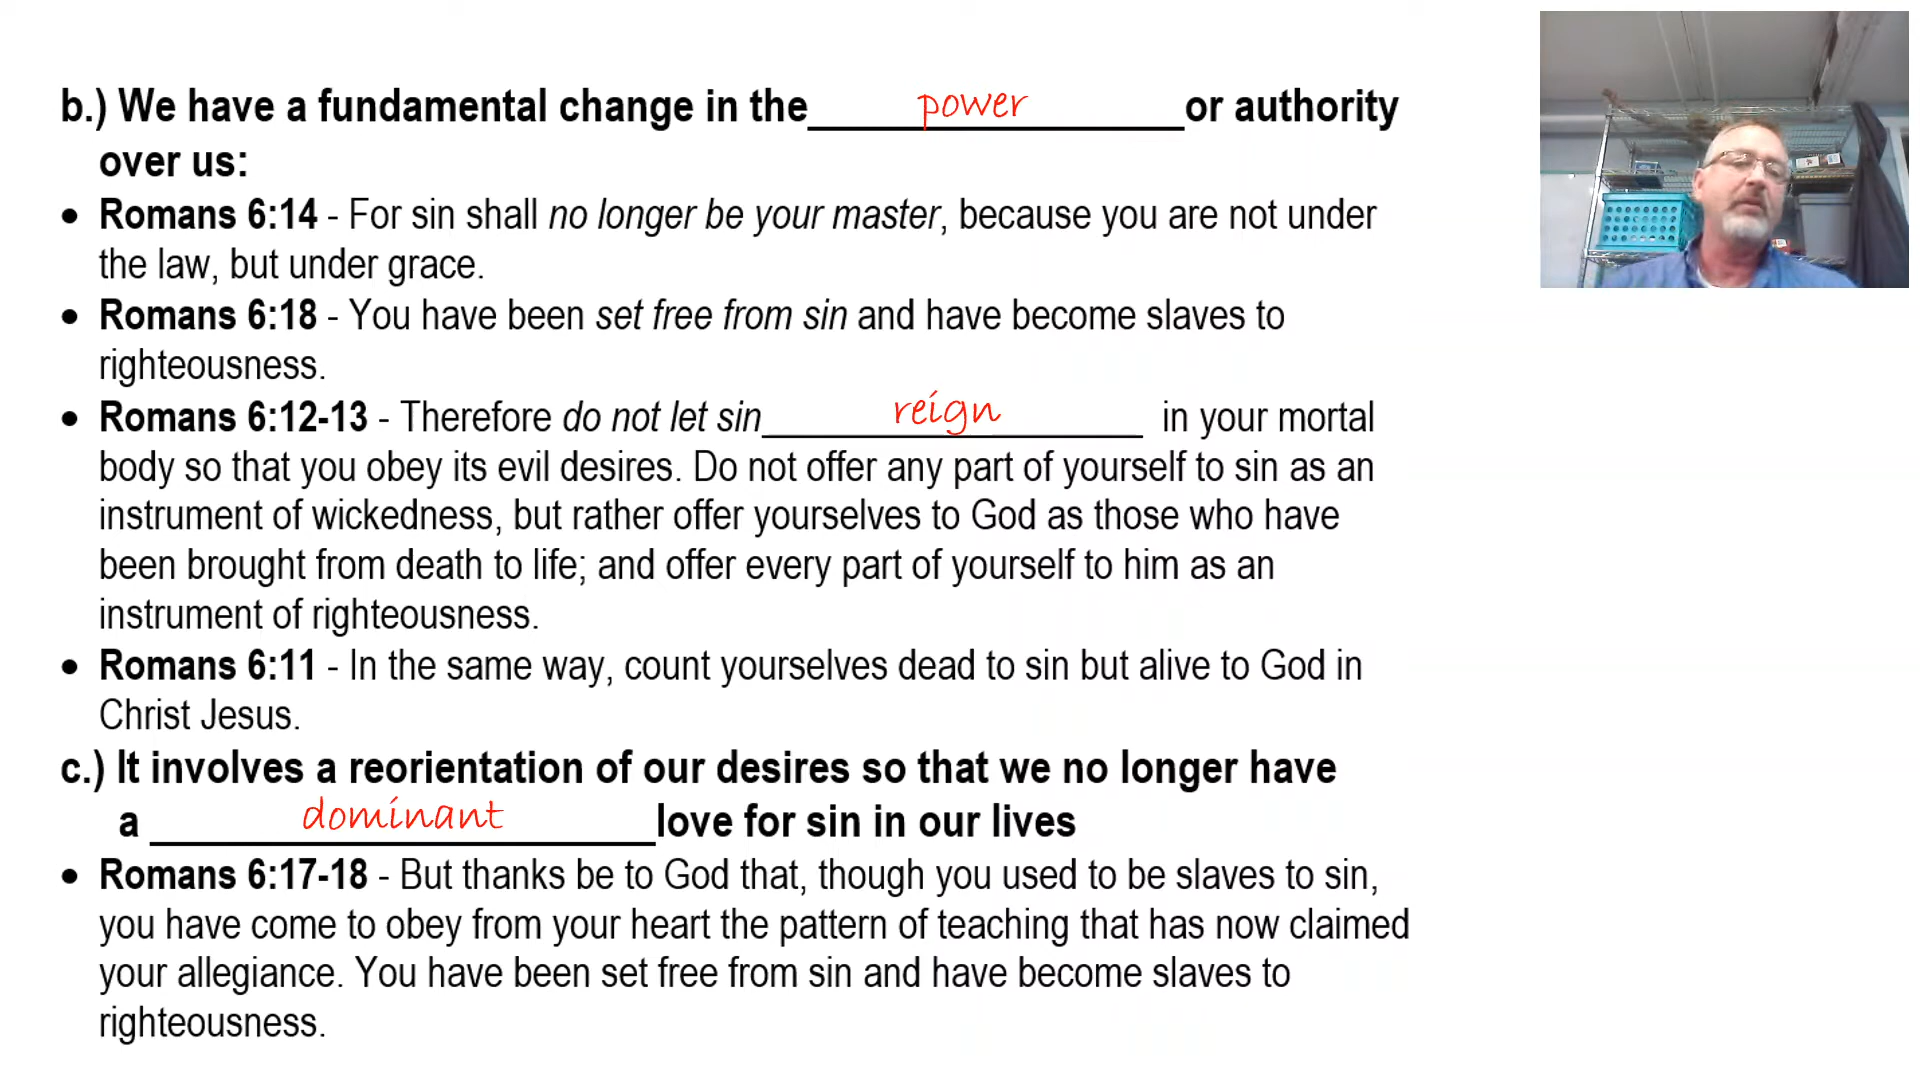 b.) We have a fundamental change in the power or authority
over us:
• Romans 6:14 - For sin shall no longer be your master, because you are not under
the law, but under grace.
• Romans 6:18 - You have been set free from sin and have become slaves to
righteousness.
• Romans 6:12-13 - Therefore do not let sin reign in your mortal
body so that you obey its evil desires. Do not offer any part of yourself to sin as an
instrument of wickedness, but rather offer yourselves to God as those who have
been brought from death to life; and offer every part of yourself to him as an
instrument of righteousness.
• Romans 6:11 - In the same way, count yourselves dead to sin but alive to God in
Christ Jesus.
c.) It involves a reorientation of our desires so that we no longer have
a dominant love for sin in our lives
• Romans 6:17-18 - But thanks be to God that, though you used to be slaves to sin,
you have come to obey from your heart the pattern of teaching that has now claimed
your allegiance. You have been set free from sin and have become slaves to
righteousness.